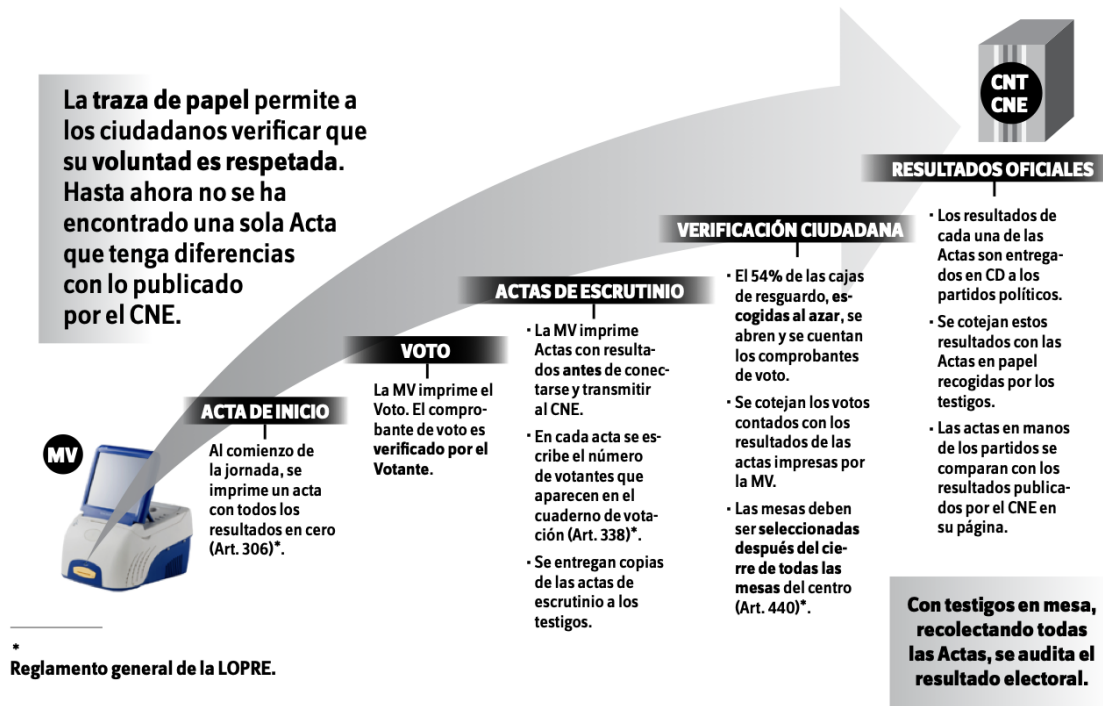 La traza de papel permite a
los ciudadanos verificar que
su voluntad es respetada.
Hasta ahora no se ha
encontrado una sola Acta
que tenga diferencias
con lo publicado
por el CNE.
MV
ACTA DE INICIO
Al comienzo de
la jornada, se
imprime un acta
con todos los
resultados en cero
(Art. 306)*.
VOTO
La MV imprime el
Voto. El compro-
bante de voto es
verificado por el
Votante.
ACTAS DE ESCRUTINIO
· La MV imprime
Actas con resulta-
dos antes de conec-
tarse y transmitir
al CNE.
· En cada acta se es-
cribe el número
de votantes que
aparecen en el
cuaderno de vota-
ción (Art. 338)*.
· Se entregan copias
de las actas de
escrutinio a los
testigos.
VERIFICACIÓN CIUDADANA
· El 54% de las cajas
de resguardo, es-
cogidas al azar, se
abren y se cuentan
los comprobantes
de voto.
· Se cotejan los votos
contados con los
resultados de las
actas impresas por
la MV.
· Las mesas deben
ser seleccionadas
después del cie-
rre de todas las
mesas del centro
(Art. 440)*.
CNT
CNE
RESULTADOS OFICIALES
· Los resultados de
cada una de las
Actas son entrega-
dos en CD a los
partidos políticos.
· Se cotejan estos
resultados con las
Actas en papel
recogidas por los
testigos.
· Las actas en manos
de los partidos se
comparan con los
resultados publica-
dos por el CNE en
su página.
Con testigos en mesa,
recolectando todas
las Actas, se audita el
resultado electoral.
*
Reglamento general de la LOPRE.